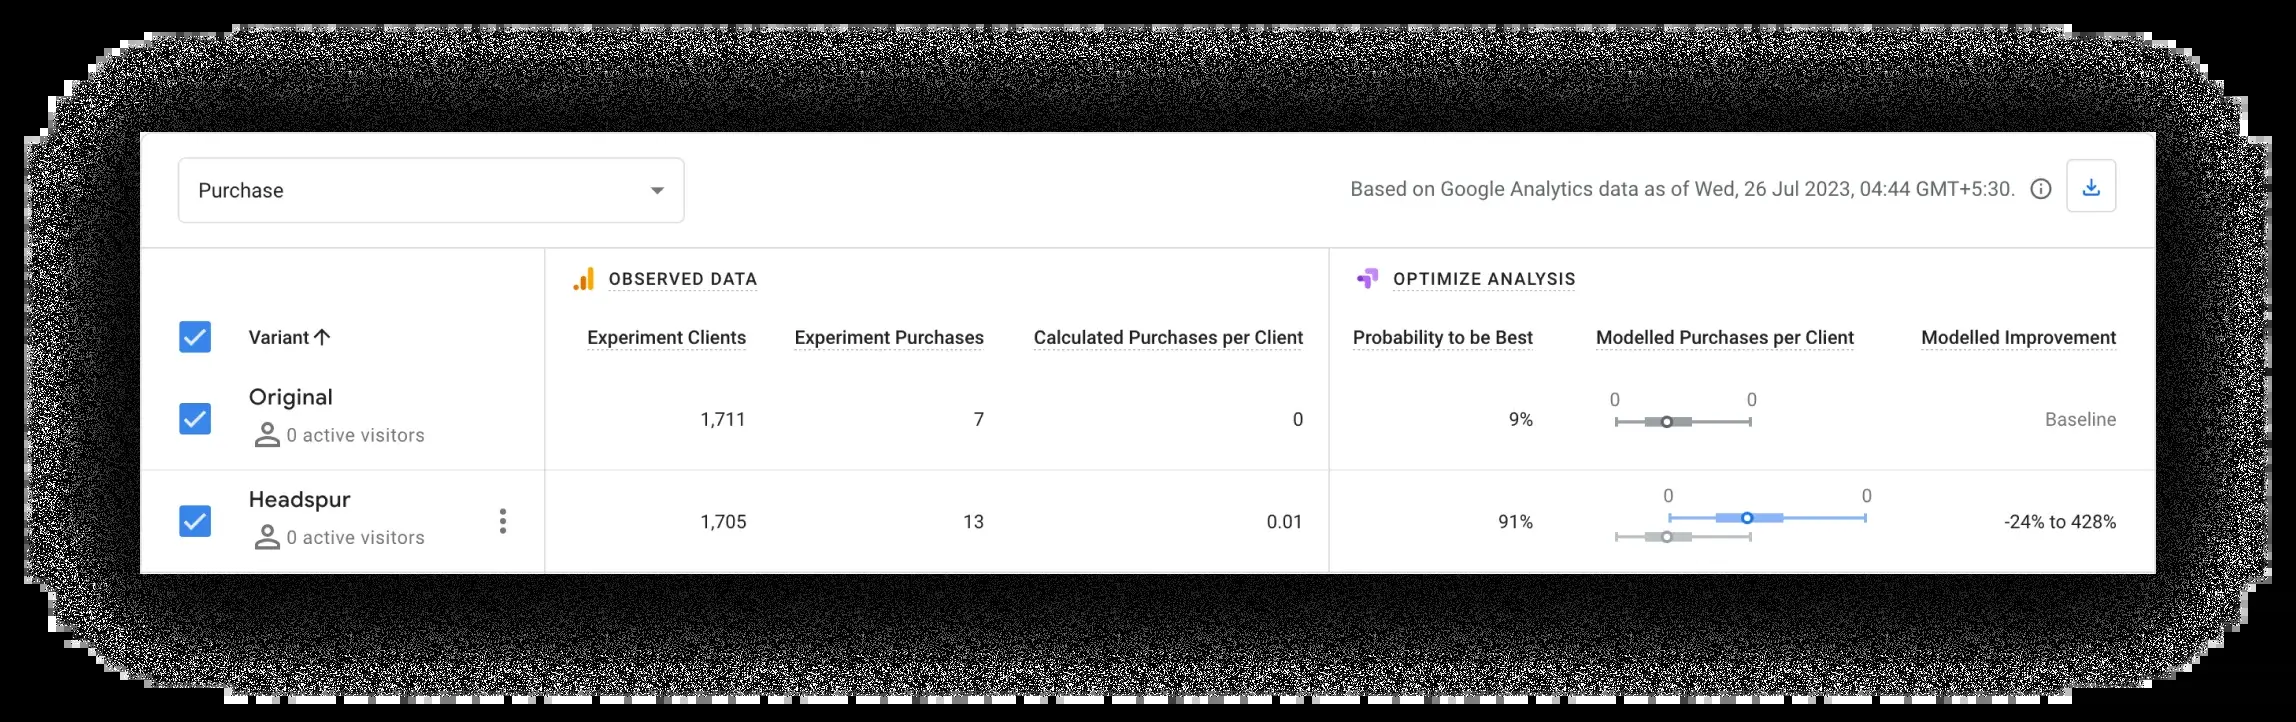 Purchase
Based on Google Analytics data as of Wed, 26 Jul 2023, 04:44 GMT+5:30.
OBSERVED DATA
OPTIMIZE ANALYSIS
Variant
Experiment Clients
Experiment Purchases
Calculated Purchases per Client
Probability to be Best
Modelled Purchases per Client
Modelled Improvement
Original
0 active visitors
1,711
7
0
9%
0 0
Baseline
Headspur
0 active visitors
1,705
13
0.01
91%
0 0
-24% to 428%